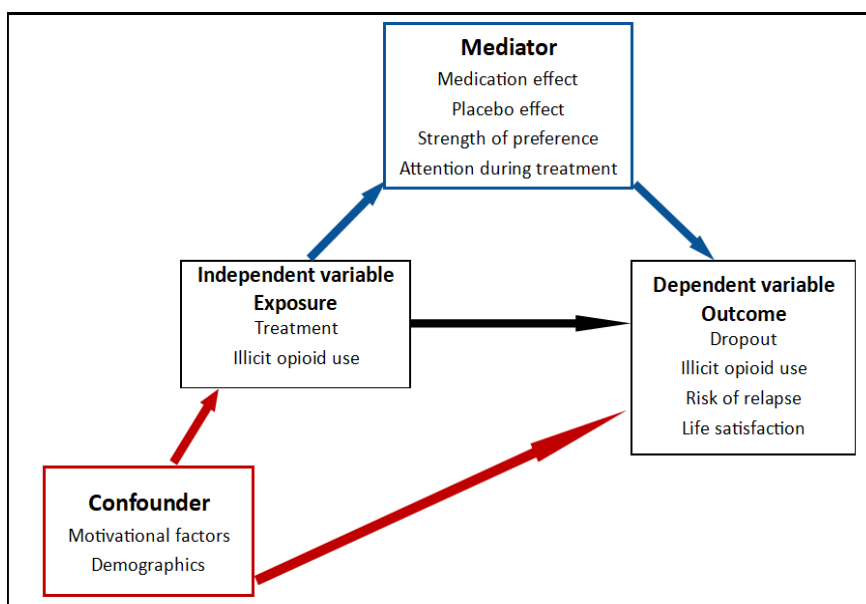 Mediator
Medication effect
Placebo effect
Strength of preference
Attention during treatment
Independent variable
Exposure
Treatment
Illicit opioid use
Dependent variable
Outcome
Dropout
Illicit opioid use
Risk of relapse
Life satisfaction
Confounder
Motivational factors
Demographics